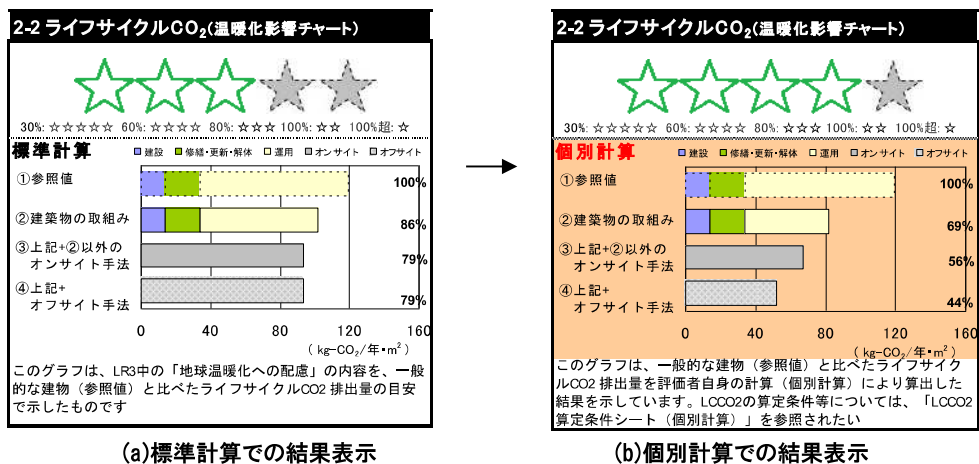 2-2 ライフサイクルCO₂(温暖化影響チャート)
30%: ☆☆☆☆☆ 60%: ☆☆☆☆ 80%: ☆☆☆ 100%: ☆☆ 100%超: ☆
標準計算
建設 修繕・更新・解体 運用 オンサイト オフサイト
①参照値
100%
②建築物の取組み
86%
③上記+②以外の
オンサイト手法
79%
④上記+
オフサイト手法
79%
0 40 80 120 160
(kg-CO₂/年・m²)
このグラフは、LR3中の「地球温暖化への配慮」の内容を、一般
的な建物（参照値）と比べたライフサイクルCO2 排出量の目安
で示したものです
(a)標準計算での結果表示
2-2 ライフサイクルCO₂(温暖化影響チャート)
30%: ☆☆☆☆☆ 60%: ☆☆☆☆ 80%: ☆☆☆ 100%: ☆☆ 100%超: ☆
個別計算
建設 修繕・更新・解体 運用 オンサイト オフサイト
①参照値
100%
②建築物の取組み
69%
③上記+②以外の
オンサイト手法
56%
④上記+
オフサイト手法
44%
0 40 80 120 160
(kg-CO₂/年・m²)
このグラフは、一般的な建物（参照値）と比べたライフサイク
ルCO2 排出量を評価者自身の計算（個別計算）により算出した
結果を示しています。LCCO2の算定条件等については、「LCCO2
算定条件シート（個別計算）」を参照されたい
(b)個別計算での結果表示